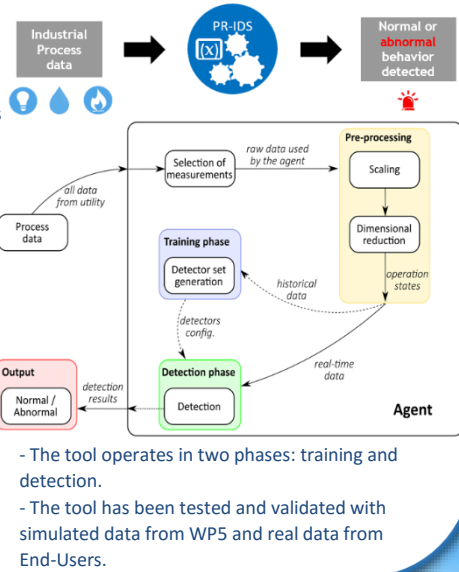 PR-IDS
(x)
Industrial
Process
data
Normal or
abnormal
behavior
detected
Pre-processing
Selection of
measurements
raw data used
by the agent
Scaling
all data
from utility
Process
data
Dimensional
reduction
Training phase
Detector set
generation
operation
states
historical
data
detectors
config.
real-time
data
Output
Normal /
Abnormal
detection
results
Detection phase
Detection
Agent
- The tool operates in two phases: training and
detection.
- The tool has been tested and validated with
simulated data from WP5 and real data from
End-Users.